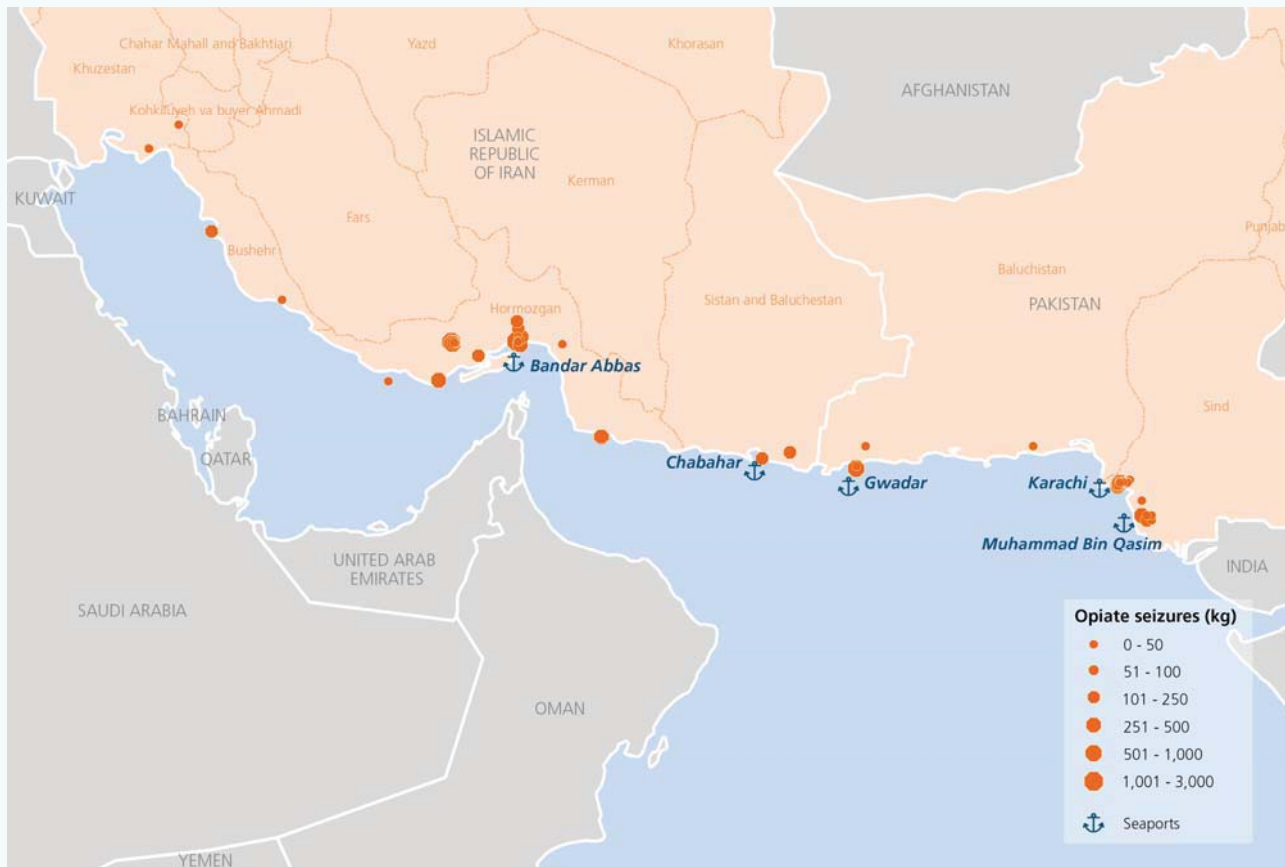 Chahar Mahall and Bakhtiari
Yazd
Khorasan
Khuzestan
AFGHANISTAN
Kohkiluyeh va buyer Ahmadi
ISLAMIC
REPUBLIC
OF IRAN
Kerman
KUWAIT
Fars
Bushehr
Punjab
Baluchistan
Sistan and Baluchestan
PAKISTAN
Hormozgan
Bandar Abbas
Sind
BAHRAIN
QATAR
Chabahar
Gwadar
Karachi
Muhammad Bin Qasim
UNITED ARAB
EMIRATES
INDIA
SAUDI ARABIA
OMAN
YEMEN
Opiate seizures (kg)
0 - 50
51 - 100
101 - 250
251 - 500
501 - 1,000
1,001 - 3,000
Seaports